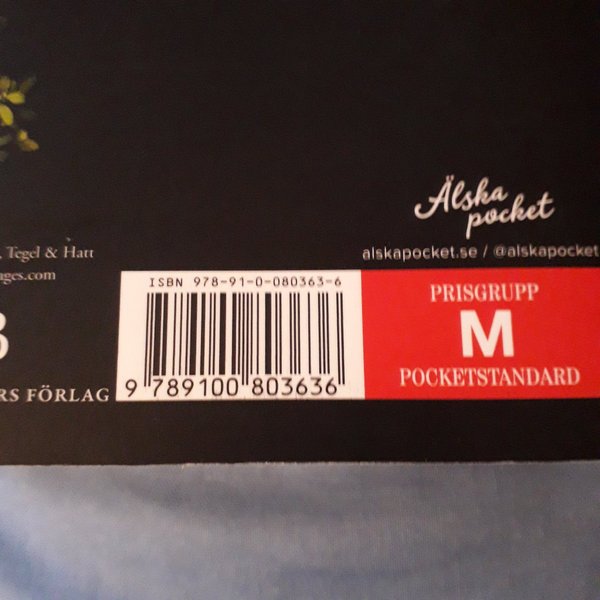 Älska
pocket
alskapocket.se / @alskapocket
Tegel & Hatt
ages.com
ISBN 978-91-0-080363-6
9 789100 803636
PRISGRUPP
M
POCKETSTANDARD
RS FÖRLAG